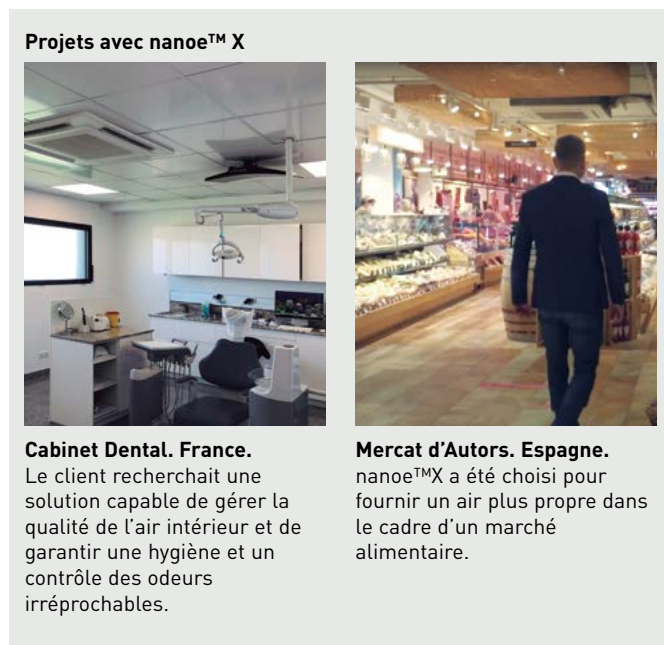 Projets avec nanoe™ X
Cabinet Dental. France.
Le client recherchait une
solution capable de gérer la
qualité de l’air intérieur et de
garantir une hygiène et un
contrôle des odeurs
irréprochables.
Mercat d’Autors. Espagne.
nanoe™X a été choisi pour
fournir un air plus propre dans
le cadre d’un marché
alimentaire.